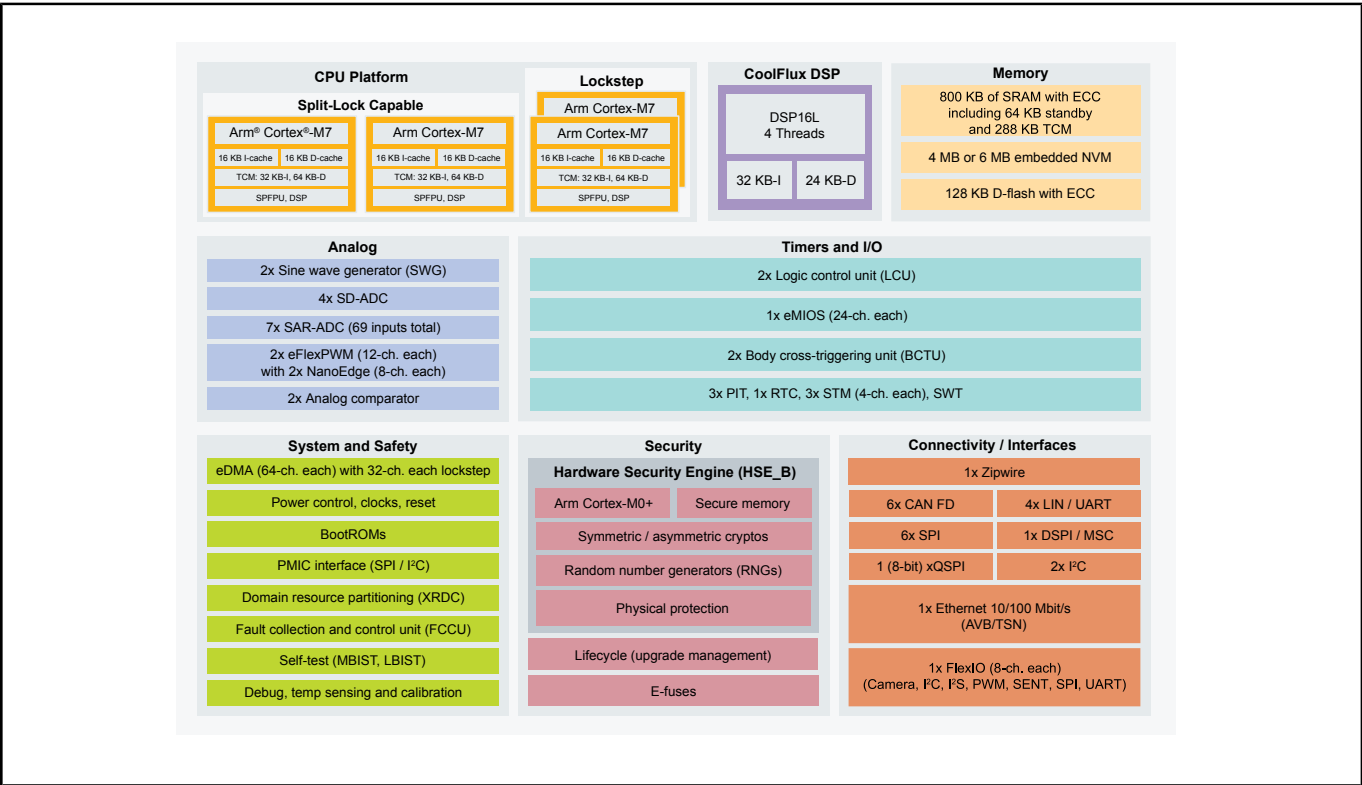 CPU Platform
Split-Lock Capable
Arm® Cortex®-M7
16 KB I-cache
16 KB D-cache
TCM: 32 KB-I, 64 KB-D
SPFPU, DSP
Arm Cortex-M7
16 KB I-cache
16 KB D-cache
TCM: 32 KB-I, 64 KB-D
SPFPU, DSP
Lockstep
Arm Cortex-M7
Arm Cortex-M7
16 KB I-cache
16 KB D-cache
TCM: 32 KB-I, 64 KB-D
SPFPU, DSP
CoolFlux DSP
DSP16L
4 Threads
32 KB-I
24 KB-D
Memory
800 KB of SRAM with ECC
including 64 KB standby
and 288 KB TCM
4 MB or 6 MB embedded NVM
128 KB D-flash with ECC
Analog
2x Sine wave generator (SWG)
4x SD-ADC
7x SAR-ADC (69 inputs total)
2x eFlexPWM (12-ch. each)
with 2x NanoEdge (8-ch. each)
2x Analog comparator
Timers and I/O
2x Logic control unit (LCU)
1x eMIOS (24-ch. each)
2x Body cross-triggering unit (BCTU)
3x PIT, 1x RTC, 3x STM (4-ch. each), SWT
System and Safety
eDMA (64-ch. each) with 32-ch. each lockstep
Power control, clocks, reset
BootROMs
PMIC interface (SPI / I²C)
Domain resource partitioning (XRDC)
Fault collection and control unit (FCCU)
Self-test (MBIST, LBIST)
Debug, temp sensing and calibration
Security
Hardware Security Engine (HSE_B)
Arm Cortex-M0+
Secure memory
Symmetric / asymmetric cryptos
Random number generators (RNGs)
Physical protection
Lifecycle (upgrade management)
E-fuses
Connectivity / Interfaces
1x Zipwire
6x CAN FD
4x LIN / UART
6x SPI
1x DSPI / MSC
1 (8-bit) xQSPI
2x I²C
1x Ethernet 10/100 Mbit/s
(AVB/TSN)
1x FlexIO (8-ch. each)
(Camera, I²C, I²S, PWM, SENT, SPI, UART)